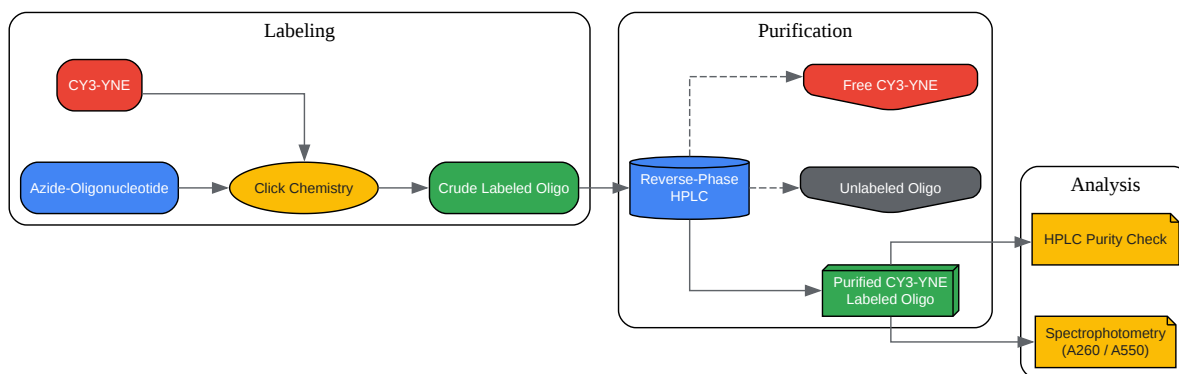 Labeling
CY3-YNE
Azide-Oligonucleotide
Click Chemistry
Crude Labeled Oligo
Purification
Free CY3-YNE
Reverse-Phase
HPLC
Unlabeled Oligo
Purified CY3-YNE
Labeled Oligo
Analysis
HPLC Purity Check
Spectrophotometry
(A260 / A550)